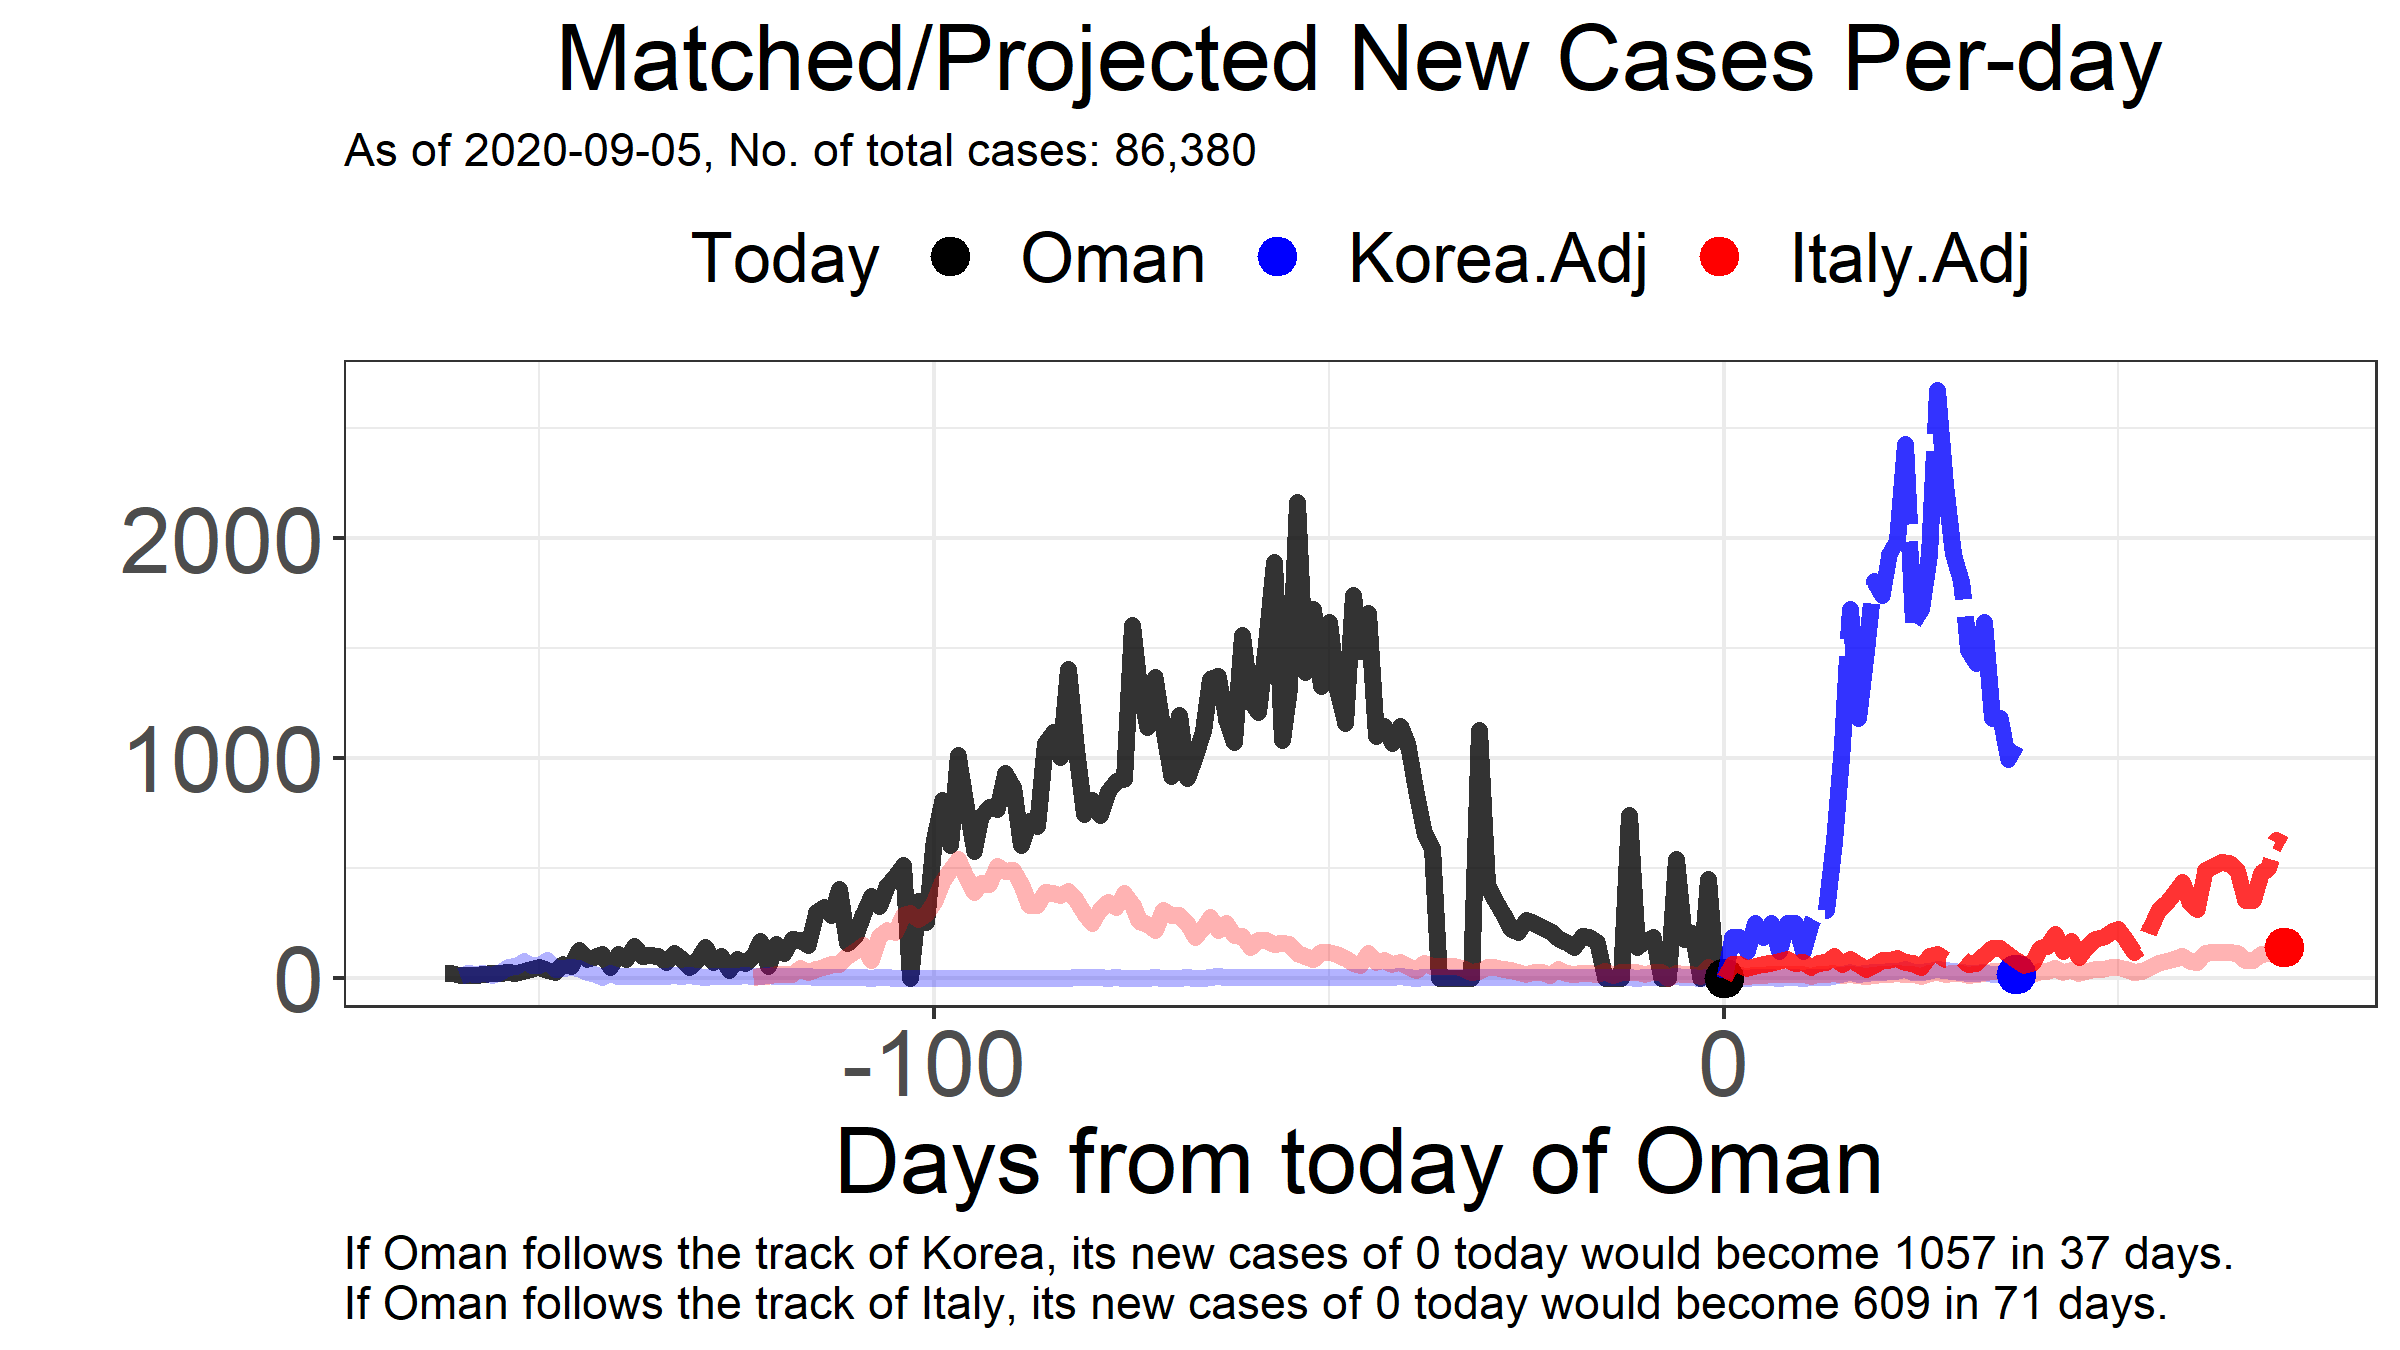 Matched/Projected New Cases Per-day
As of 2020-09-05, No. of total cases: 86,380
Today Oman Korea.Adj Italy.Adj
2000
1000
0
-100 0
Days from today of Oman
If Oman follows the track of Korea, its new cases of 0 today would become 1057 in 37 days.
If Oman follows the track of Italy, its new cases of 0 today would become 609 in 71 days.